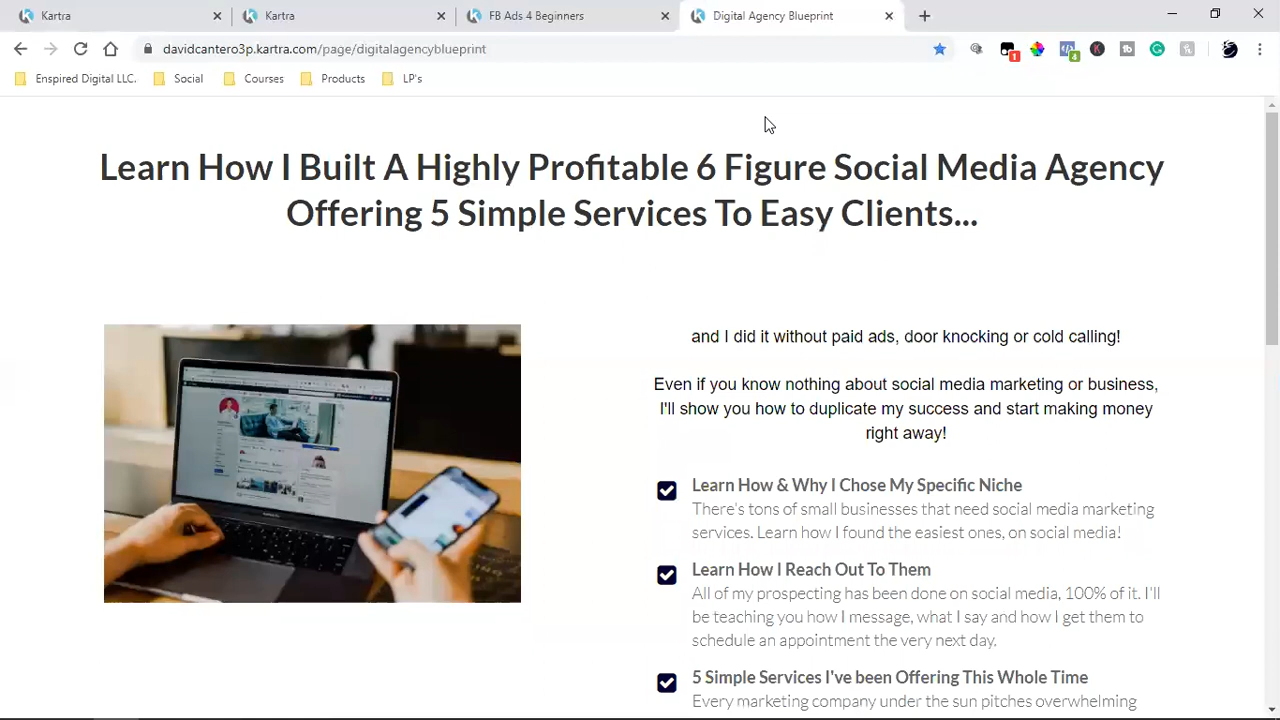 Kartra
Kartra
FB Ads 4 Beginners
Digital Agency Blueprint
davidcantero3p.kartra.com/page/digitalagencyblueprint
1
4
Enspired Digital LLC.
Social
Courses
Products
LP's
Learn How I Built A Highly Profitable 6 Figure Social Media Agency
Offering 5 Simple Services To Easy Clients...
and I did it without paid ads, door knocking or cold calling!
Even if you know nothing about social media marketing or business,
I'll show you how to duplicate my success and start making money
right away!
Learn How & Why I Chose My Specific Niche
There's tons of small businesses that need social media marketing
services. Learn how I found the easiest ones, on social media!
Learn How I Reach Out To Them
All of my prospecting has been done on social media, 100% of it. I'll
be teaching you how I message, what I say and how I get them to
schedule an appointment the very next day.
5 Simple Services I've been Offering This Whole Time
Every marketing company under the sun pitches overwhelming